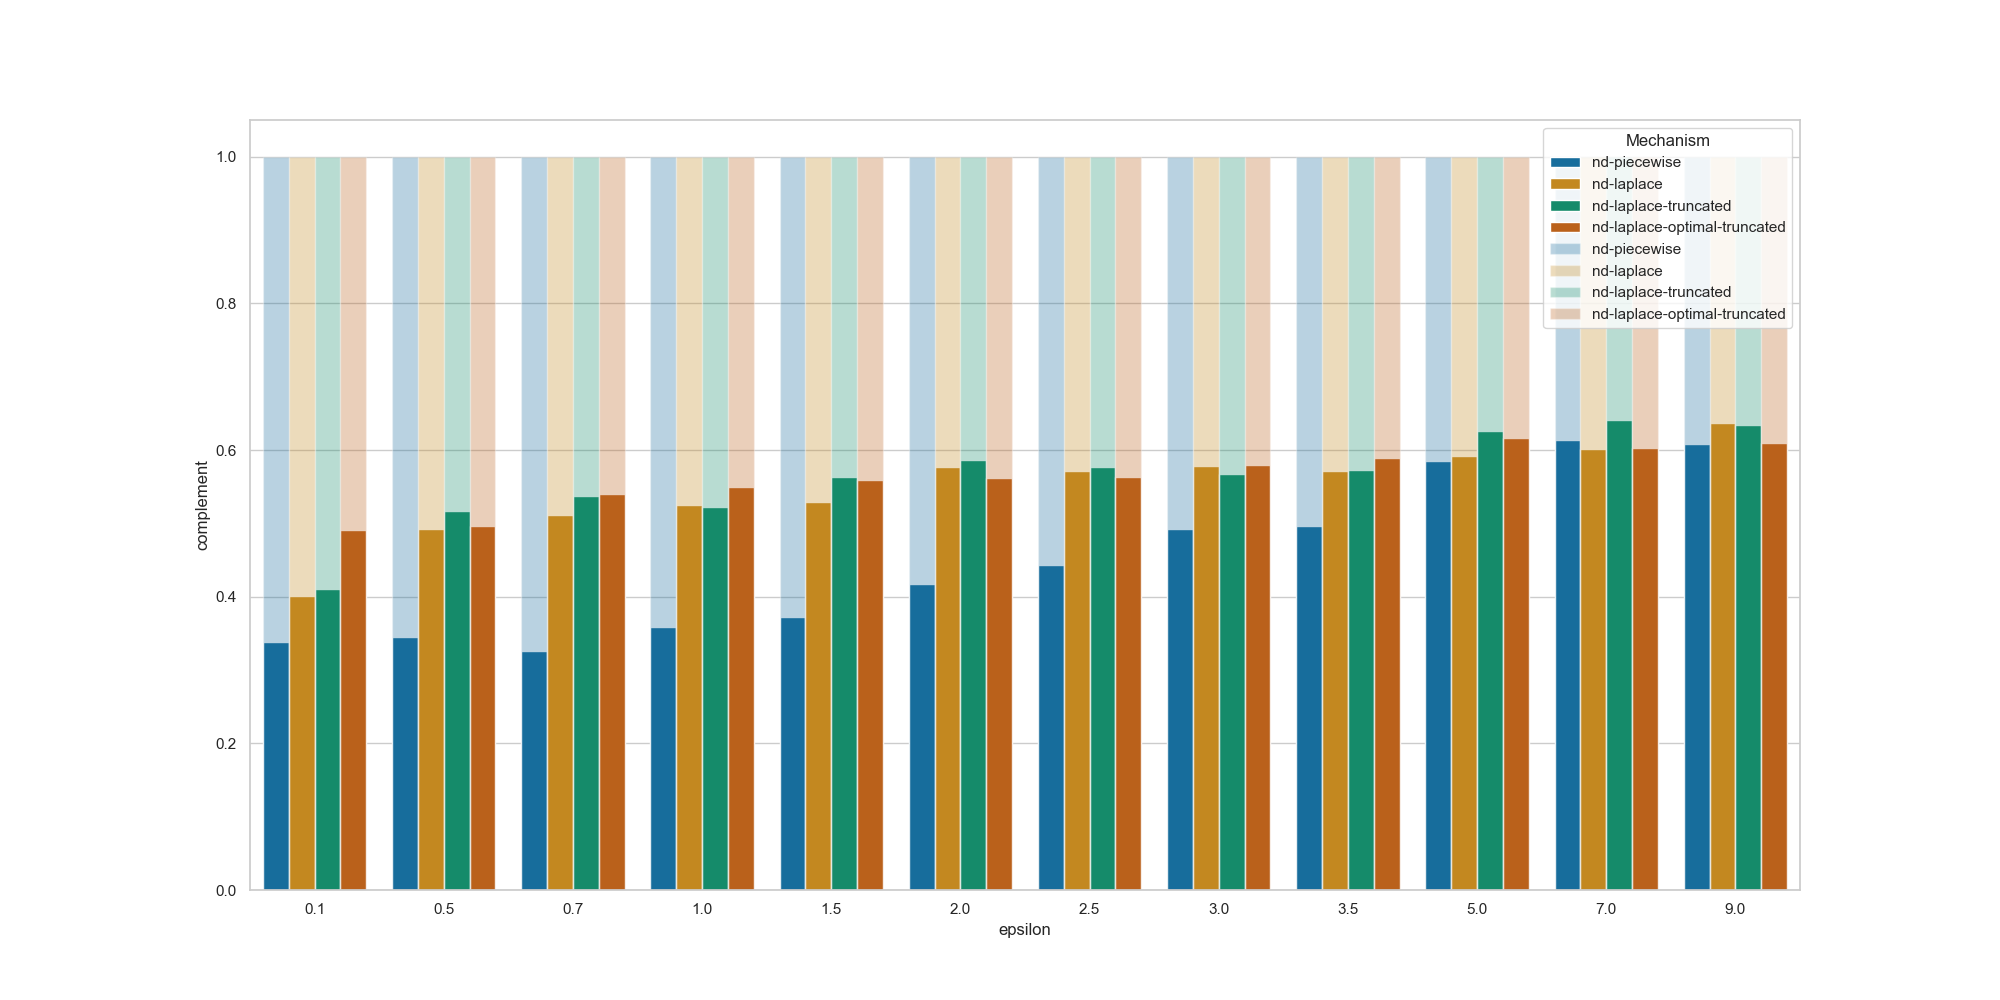 Mechanism
nd-piecewise
nd-laplace
nd-laplace-truncated
nd-laplace-optimal-truncated
nd-piecewise
nd-laplace
nd-laplace-truncated
nd-laplace-optimal-truncated
1.0
0.8
0.6
0.4
0.2
0.0
complement
0.1 0.5 0.7 1.0 1.5 2.0 2.5 3.0 3.5 5.0 7.0 9.0
epsilon